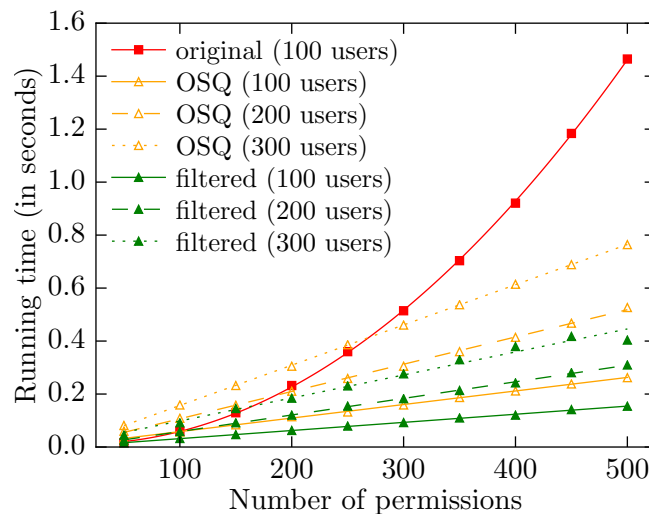 1.6
1.4
1.2
1.0
0.8
0.6
0.4
0.2
0.0
Running time (in seconds)
original (100 users)
OSQ (100 users)
OSQ (200 users)
OSQ (300 users)
filtered (100 users)
filtered (200 users)
filtered (300 users)
100 200 300 400 500
Number of permissions